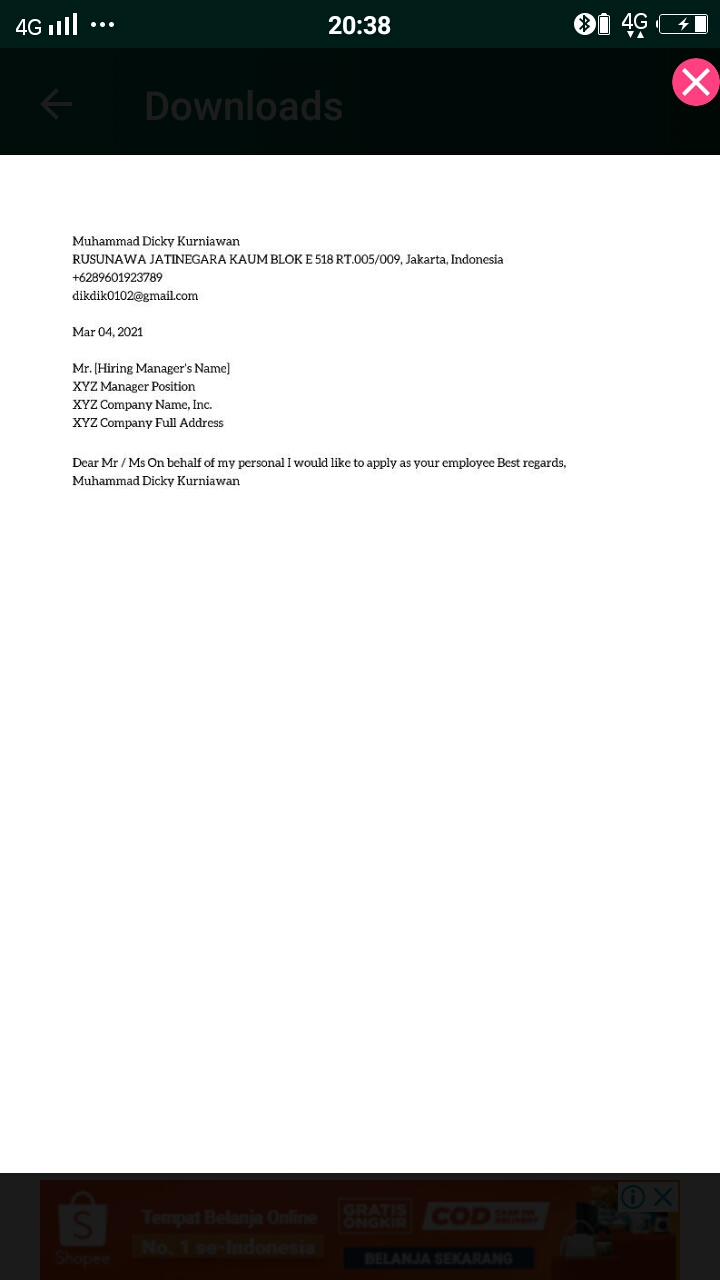 4G
20:38
4G
Downloads
Muhammad Dicky Kurniawan
RUSUNAWA JATINEGARA KAUM BLOK E 518 RT.005/009, Jakarta, Indonesia
+6289601923789
dikdik0102@gmail.com
Mar 04, 2021
Mr. [Hiring Manager's Name]
XYZ Manager Position
XYZ Company Name, Inc.
XYZ Company Full Address
Dear Mr / Ms On behalf of my personal I would like to apply as your employee Best regards,
Muhammad Dicky Kurniawan
Shopee
Tempat Belanja Online
No. 1 se-Indonesia
GRATIS
ONGKIR
COD CASH ON
DELIVERY
BELANJA SEKARANG